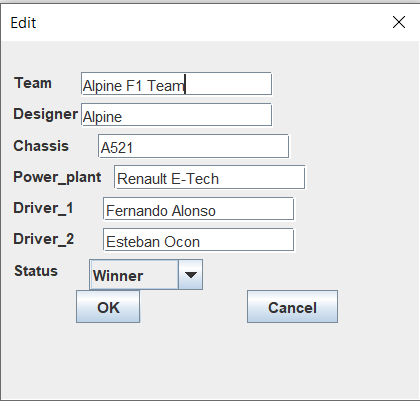 Edit
Team Alpine F1 Team
Designer Alpine
Chassis A521
Power_plant Renault E-Tech
Driver_1 Fernando Alonso
Driver_2 Esteban Ocon
Status Winner
OK Cancel